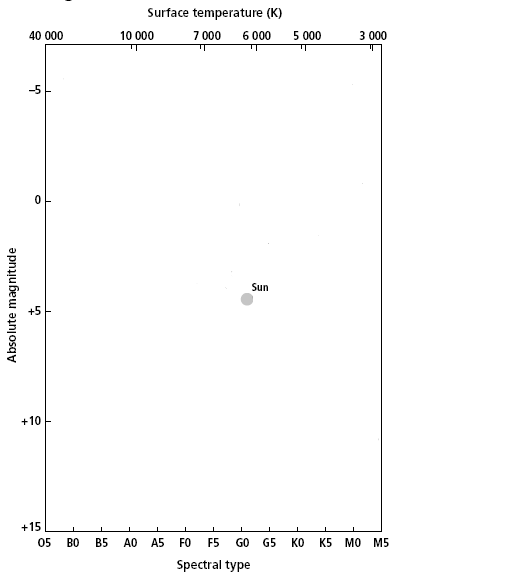 Surface temperature (K)
40 000 10 000 7 000 6 000 5 000 3 000
−5
0
Absolute magnitude
Sun
+5
+10
+15
O5 B0 B5 A0 A5 F0 F5 G0 G5 K0 K5 M0 M5
Spectral type